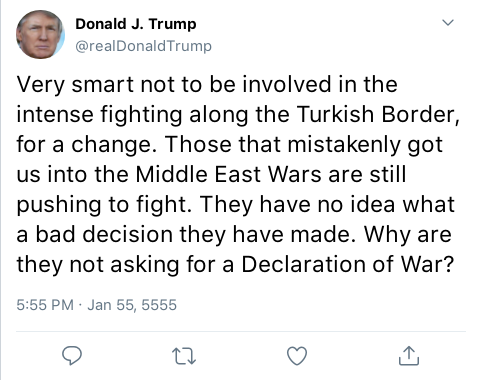 Donald J. Trump
@realDonaldTrump
Very smart not to be involved in the
intense fighting along the Turkish Border,
for a change. Those that mistakenly got
us into the Middle East Wars are still
pushing to fight. They have no idea what
a bad decision they have made. Why are
they not asking for a Declaration of War?
5:55 PM · Jan 55, 5555